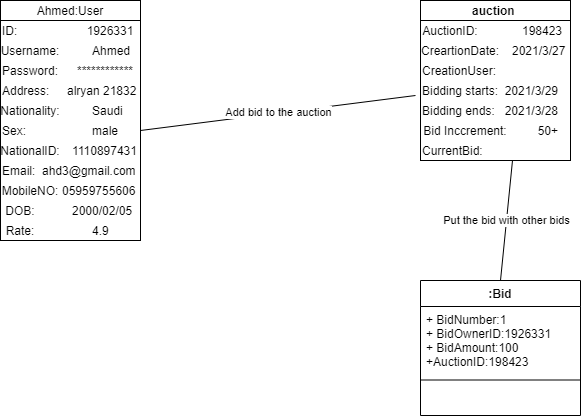 Ahmed:User
ID: 1926331
Username: Ahmed
Password: ************
Address: alryan 21832
Nationality: Saudi
Sex: male
NationalID: 1110897431
Email: ahd3@gmail.com
MobileNO: 05959755606
DOB: 2000/02/05
Rate: 4.9
Add bid to the auction
auction
AuctionID: 198423
CreartionDate: 2021/3/27
CreationUser:
Bidding starts: 2021/3/29
Bidding ends: 2021/3/28
Bid Inccrement: 50+
CurrentBid:
Put the bid with other bids
:Bid
+ BidNumber:1
+ BidOwnerID:1926331
+ BidAmount:100
+AuctionID:198423